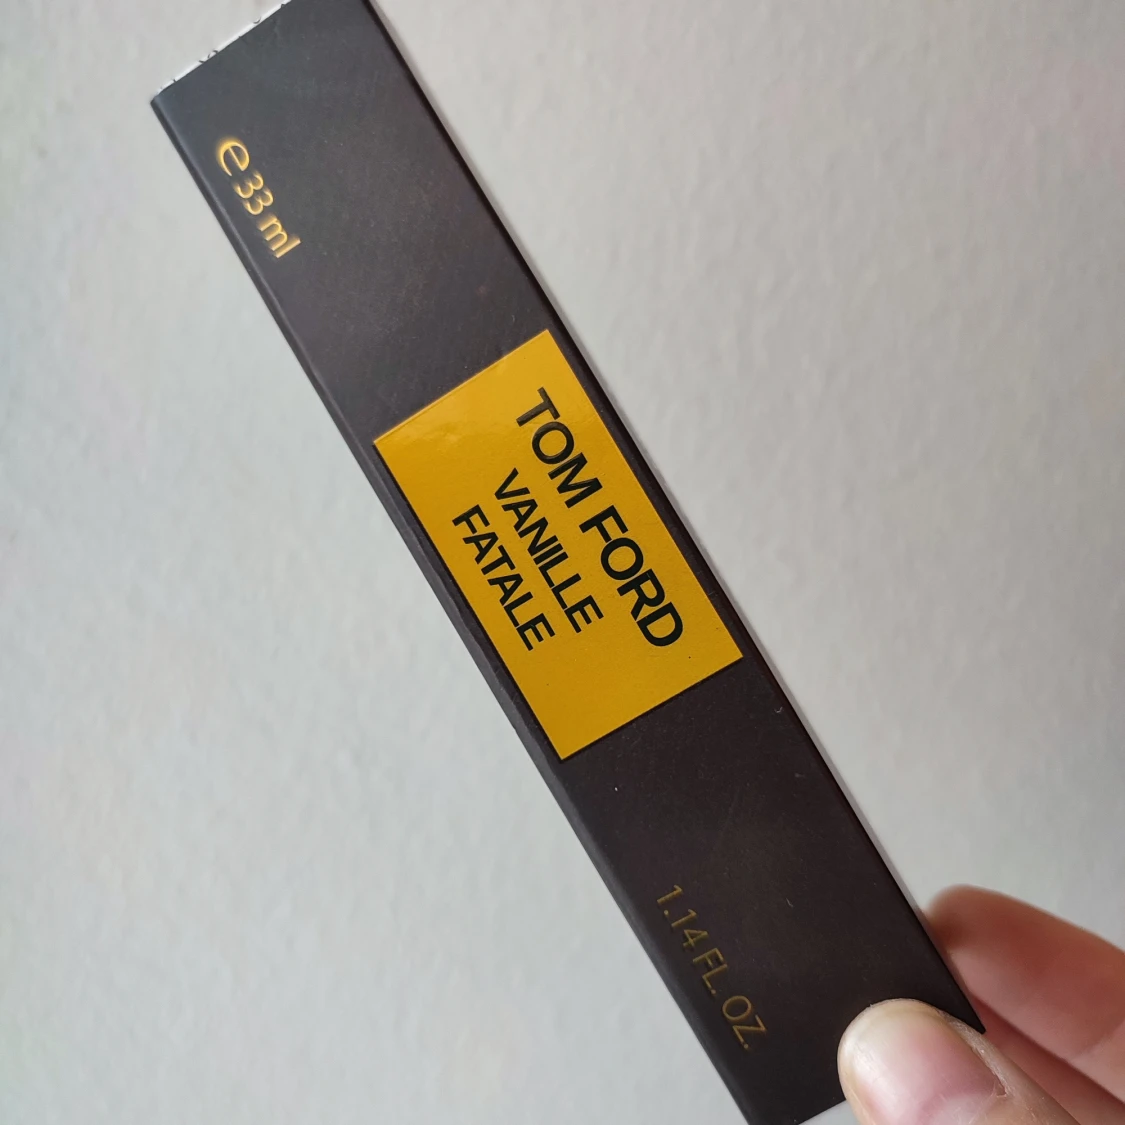 ℮ 33 ml
TOM FORD
VANILLE
FATALE
1.14 FL. OZ.